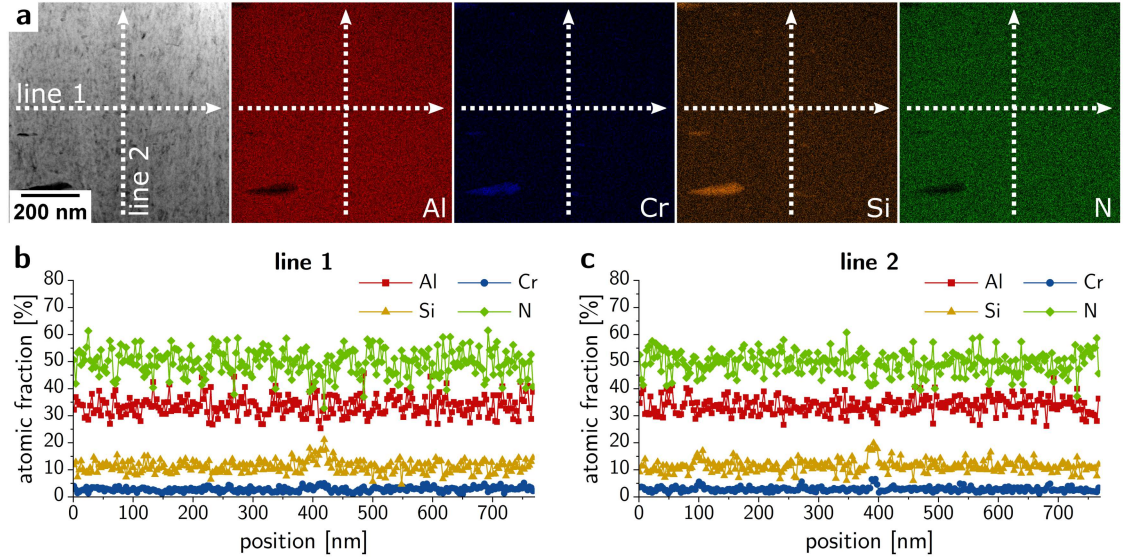 a
line 1
line 2
200 nm
Al
Cr
Si
N
b
line 1
Al
Cr
Si
N
atomic fraction [%]
80
70
60
50
40
30
20
10
0
0 100 200 300 400 500 600 700
position [nm]
c
line 2
Al
Cr
Si
N
atomic fraction [%]
80
70
60
50
40
30
20
10
0
0 100 200 300 400 500 600 700
position [nm]